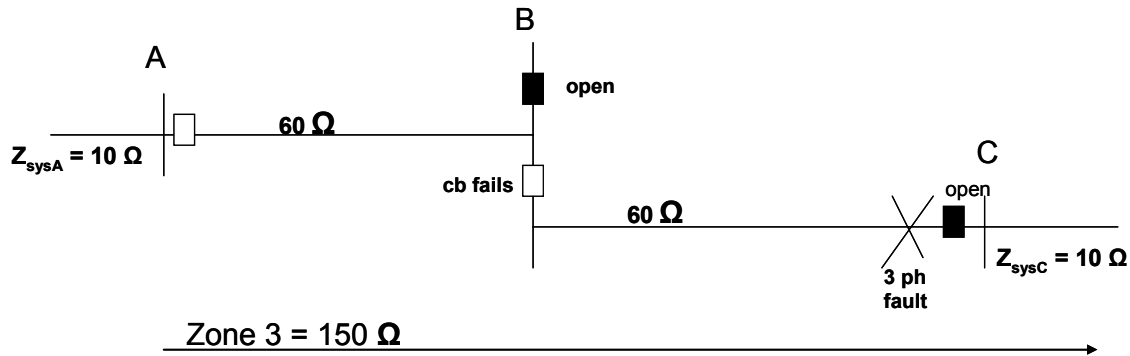 B
A
open
60 Ω
Z_sysA = 10 Ω
cb fails
C
open
60 Ω
Z_sysC = 10 Ω
3 ph
fault
Zone 3 = 150 Ω